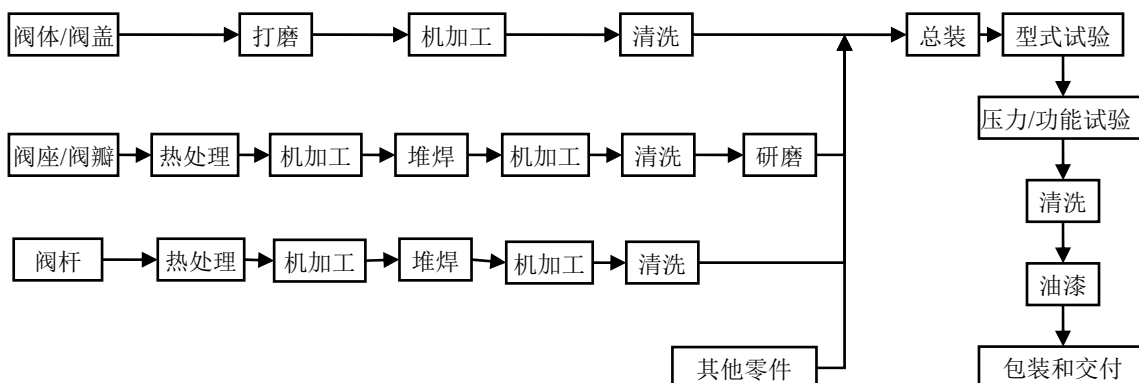 阀体/阀盖
打磨
机加工
清洗
总装
型式试验
压力/功能试验
阀座/阀瓣
热处理
机加工
堆焊
机加工
清洗
研磨
清洗
阀杆
热处理
机加工
堆焊
机加工
清洗
油漆
其他零件
包装和交付